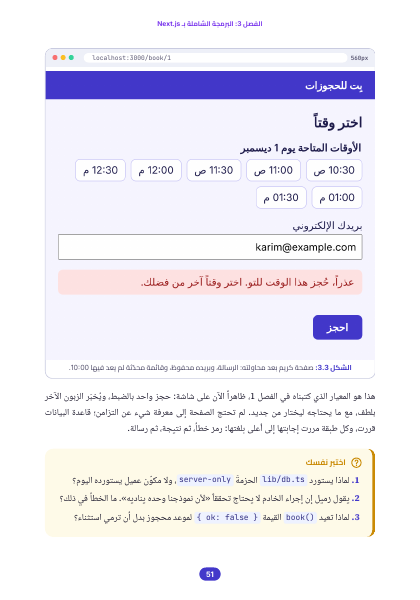 الفصل 3: البرمجة الشاملة بـ Next.js
localhost:3000/book/1
560px
بِت للحجوزات
اختر وقتاً
الأوقات المتاحة يوم 1 ديسمبر
10:30 ص
11:00 ص
11:30 ص
12:00 م
12:30 م
01:00 م
01:30 م
بريدك الإلكتروني
karim@example.com
عذراً، حُجز هذا الوقت للتو. اختر وقتاً آخر من فضلك.
احجز
الشكل 3.3: صفحة كريم بعد محاولته: الرسالة، وبريده محفوظ، وقائمة محدّثة لم يعد فيها 10:00.
هذا هو المعيار الذي كتبناه في الفصل 1، ظاهراً الآن على شاشة: حجز واحد بالضبط، ويُخبَر الزبون الآخر
بلطف، مع ما يحتاجه ليختار من جديد. لم تحتج الصفحة إلى معرفة شيء عن التزامن؛ قاعدة البيانات
قررت، وكل طبقة مررت إجابتها إلى أعلى بلغتها: رمز خطأ، ثم نتيجة، ثم رسالة.
اختبر نفسك
1. لماذا يستورد lib/db.ts الحزمةَ server-only، ولا مكوّن عميل يستورده اليوم؟
2. يقول زميل إن إجراء الخادم لا يحتاج تحققاً «لأن نموذجنا وحده يناديه». ما الخطأ في ذلك؟
3. لماذا تعيد book() القيمة { ok: false } لموعد محجوز بدل أن ترمي استثناء؟
51